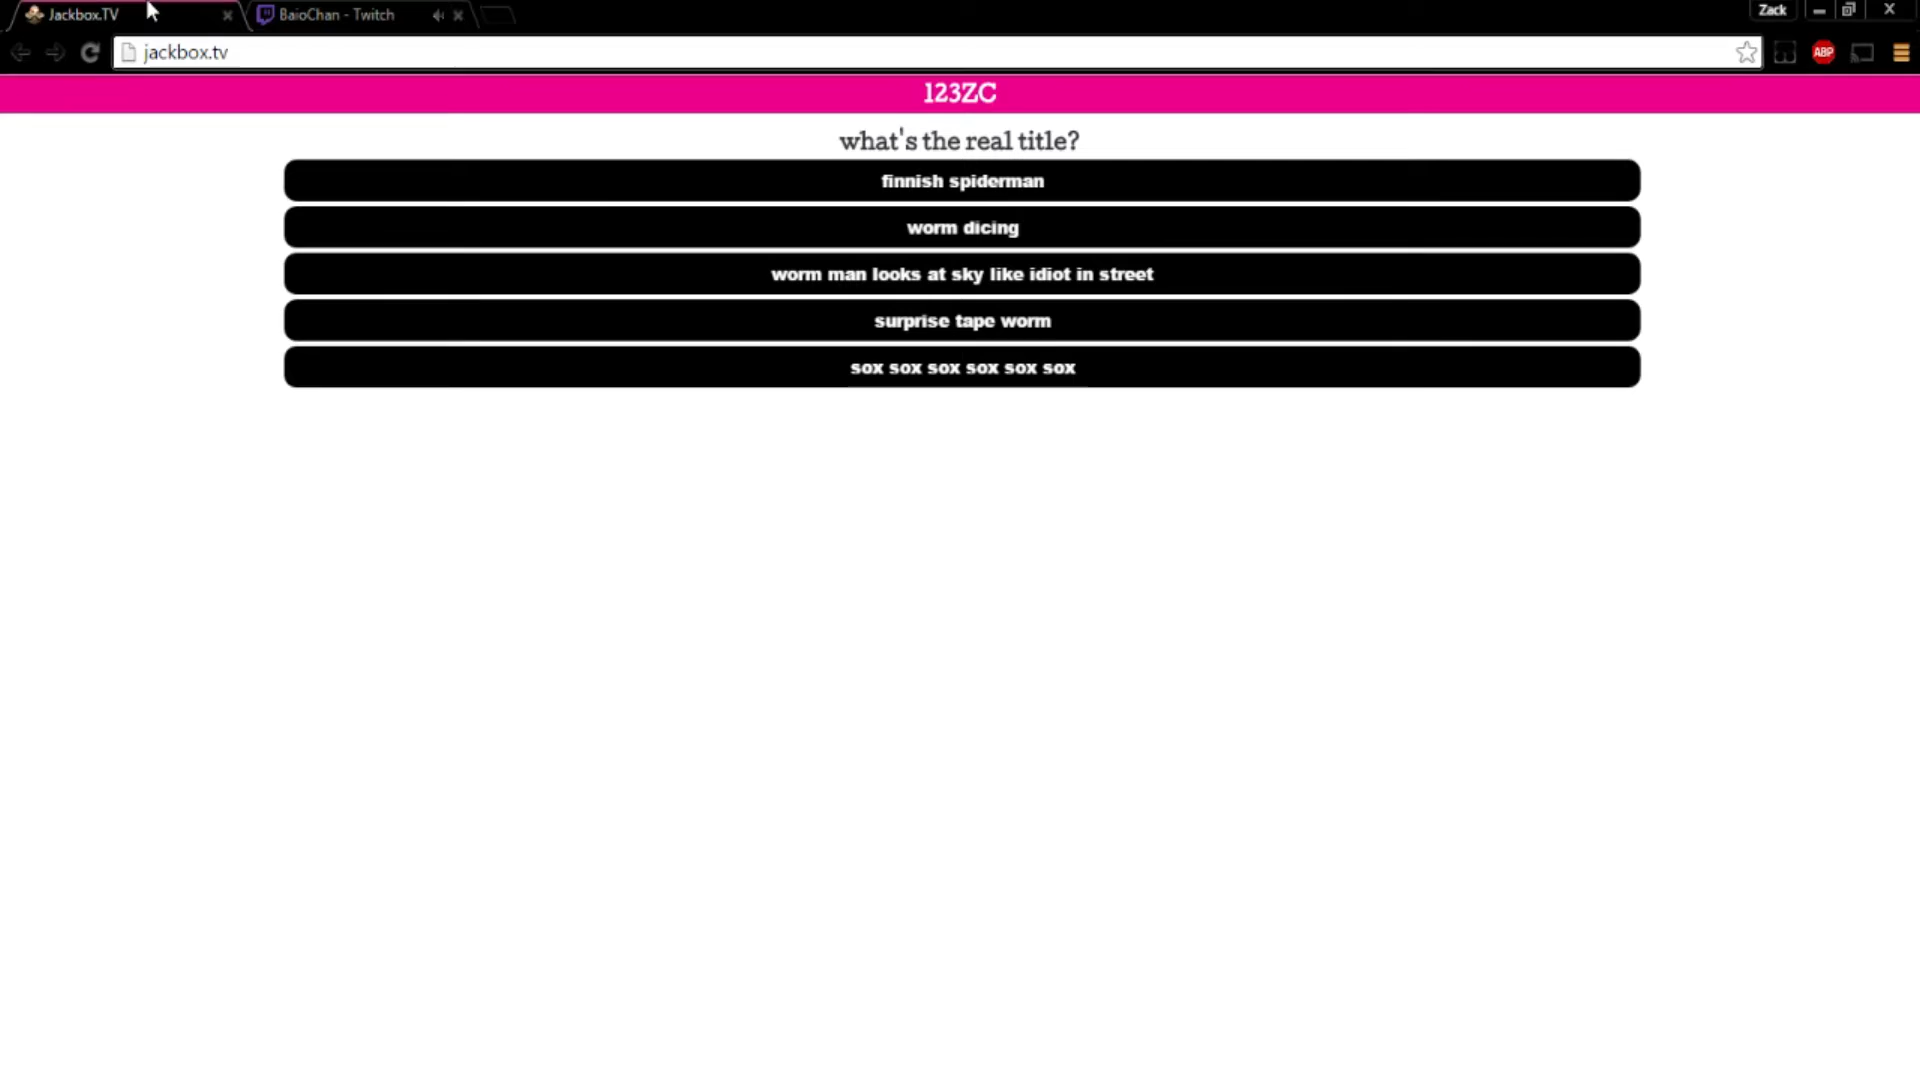 Jackbox.TV
BaioChan - Twitch
Zack
jackbox.tv
ABP
123ZC
what's the real title?
finnish spiderman
worm dicing
worm man looks at sky like idiot in street
surprise tape worm
sox sox sox sox sox sox